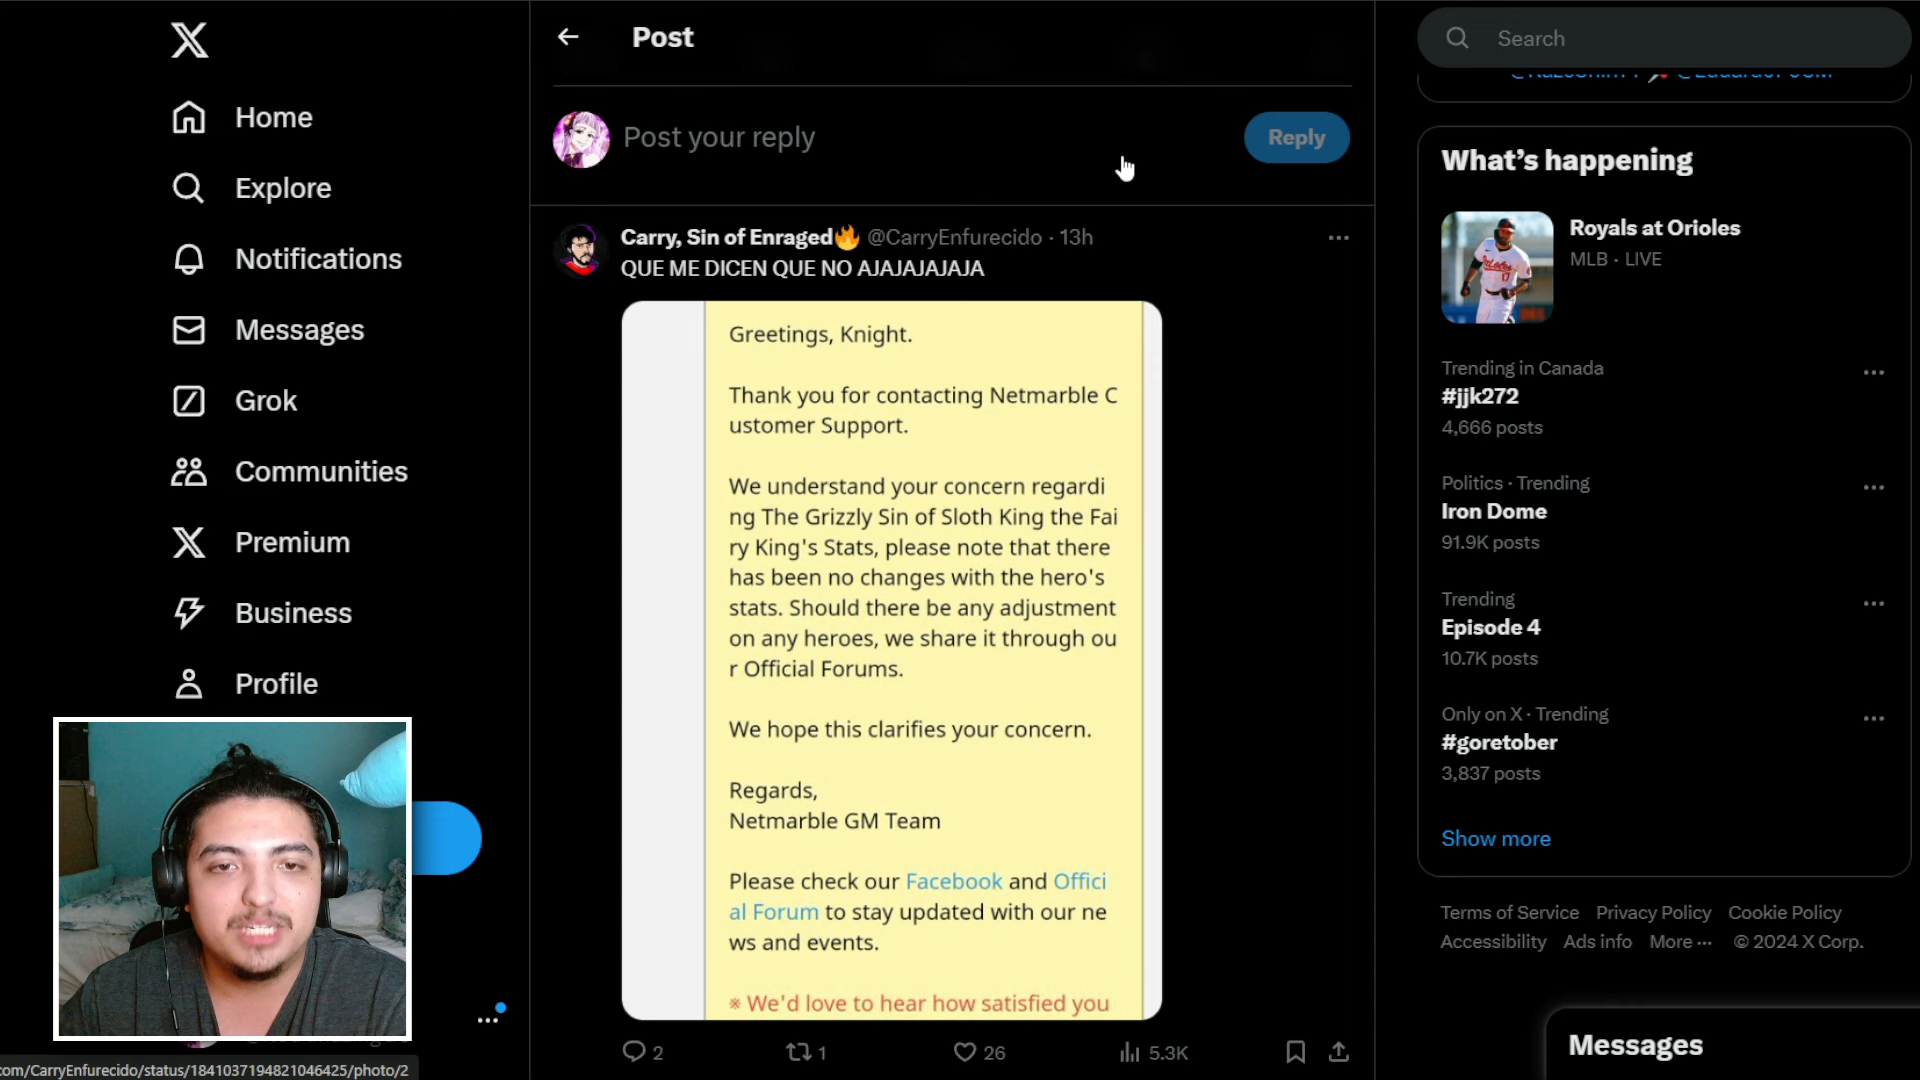 Home
Explore
Notifications
Messages
Grok
Communities
Premium
Business
Profile
com/CarryEnfurecido/status/1841037194821046425/photo/2
Post
Post your reply
Reply
Carry, Sin of Enraged🔥 @CarryEnfurecido · 13h
QUE ME DICEN QUE NO AJAJAJAJAJA
Greetings, Knight.
Thank you for contacting Netmarble C
ustomer Support.
We understand your concern regardi
ng The Grizzly Sin of Sloth King the Fai
ry King's Stats, please note that there
has been no changes with the hero's
stats. Should there be any adjustment
on any heroes, we share it through ou
r Official Forums.
We hope this clarifies your concern.
Regards,
Netmarble GM Team
Please check our Facebook and Offici
al Forum to stay updated with our ne
ws and events.
※ We'd love to hear how satisfied you
2
1
26
5.3K
Search
What's happening
Royals at Orioles
MLB · LIVE
Trending in Canada
#jjk272
4,666 posts
Politics · Trending
Iron Dome
91.9K posts
Trending
Episode 4
10.7K posts
Only on X · Trending
#goretober
3,837 posts
Show more
Terms of Service Privacy Policy Cookie Policy
Accessibility Ads info More ··· © 2024 X Corp.
Messages